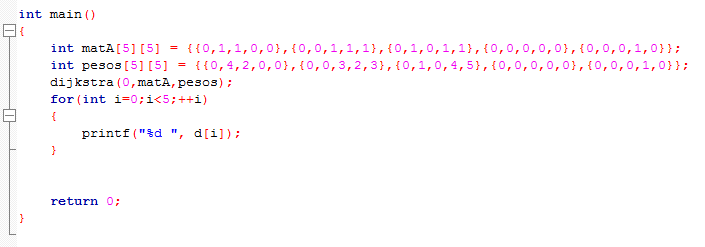 int main()
{
int matA[5][5] = {{0,1,1,0,0},{0,0,1,1,1},{0,1,0,1,1},{0,0,0,0,0},{0,0,0,1,0}};
int pesos[5][5] = {{0,4,2,0,0},{0,0,3,2,3},{0,1,0,4,5},{0,0,0,0,0},{0,0,0,1,0}};
dijkstra(0,matA,pesos);
for(int i=0;i<5;++i)
{
printf("%d ", d[i]);
}
return 0;
}